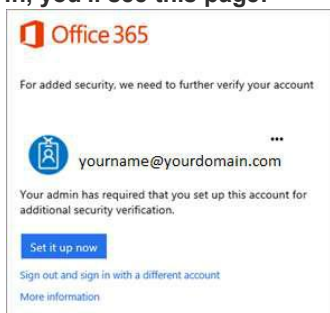 in, you'll see this page:
Office 365
For added security, we need to further verify your account
...
yourname@yourdomain.com
Your admin has required that you set up this account for
additional security verification.
Set it up now
Sign out and sign in with a different account
More information